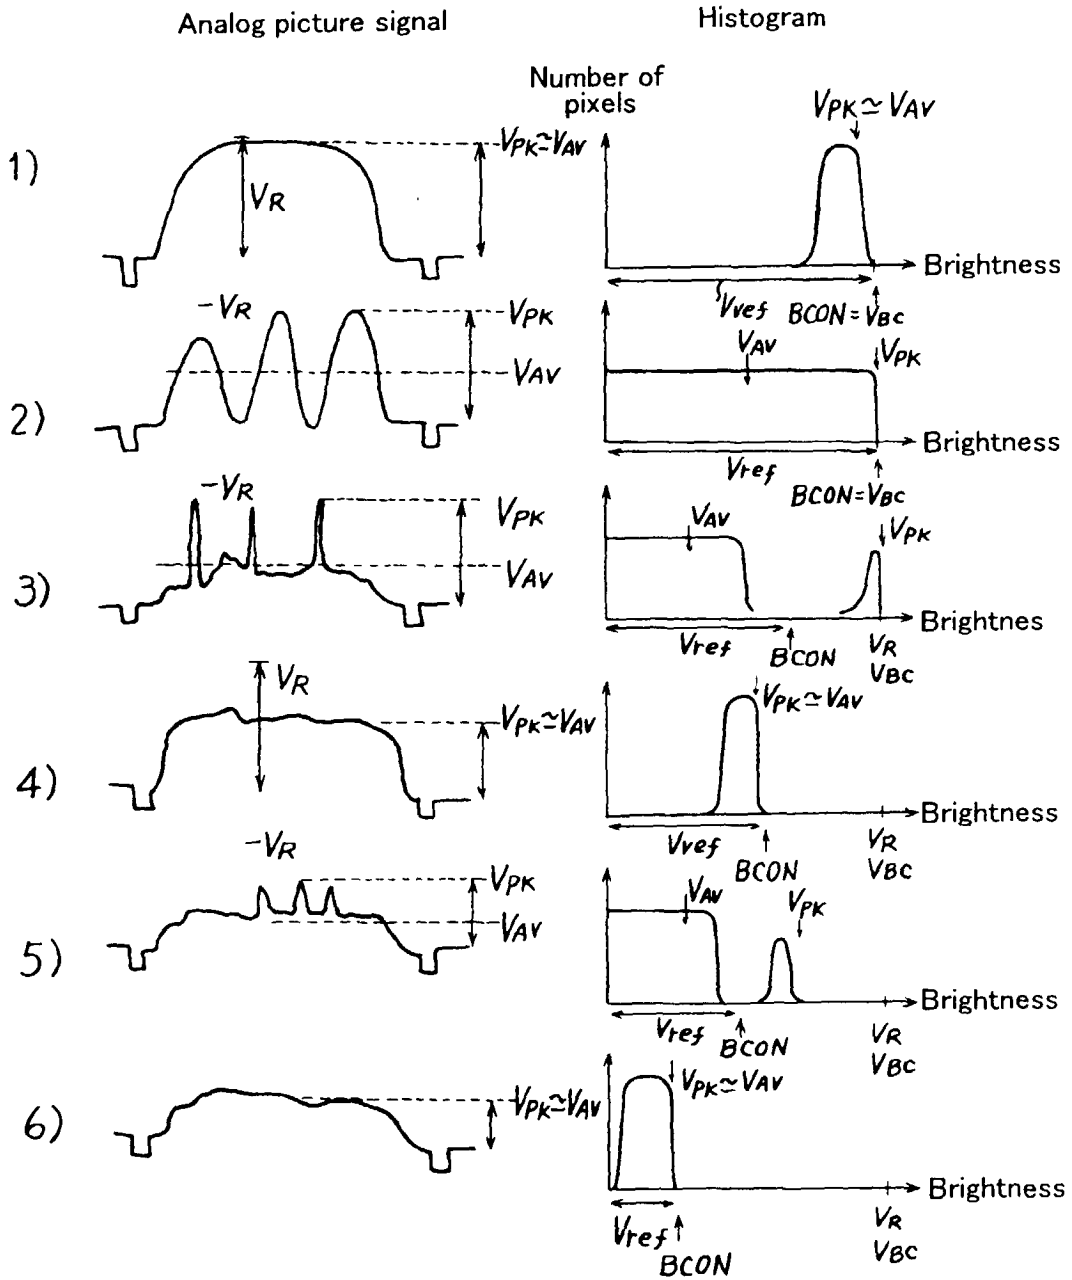 Analog picture signal
Histogram
Number of
pixels
1)
VR
VPK≃VAV
VPK≃VAV
Brightness
Vref
BCON=VBC
2)
-VR
VPK
VAV
VAV
VPK
Brightness
Vref
BCON=VBC
3)
-VR
VPK
VAV
VAV
VPK
Brightnes
Vref
BCON
VR
VBC
4)
VR
VPK≃VAV
VPK≃VAV
Brightness
Vref
BCON
VR
VBC
5)
-VR
VPK
VAV
VAV
VPK
Brightness
Vref
BCON
VR
VBC
6)
VPK≃VAV
VPK≃VAV
Brightness
Vref
BCON
VR
VBC